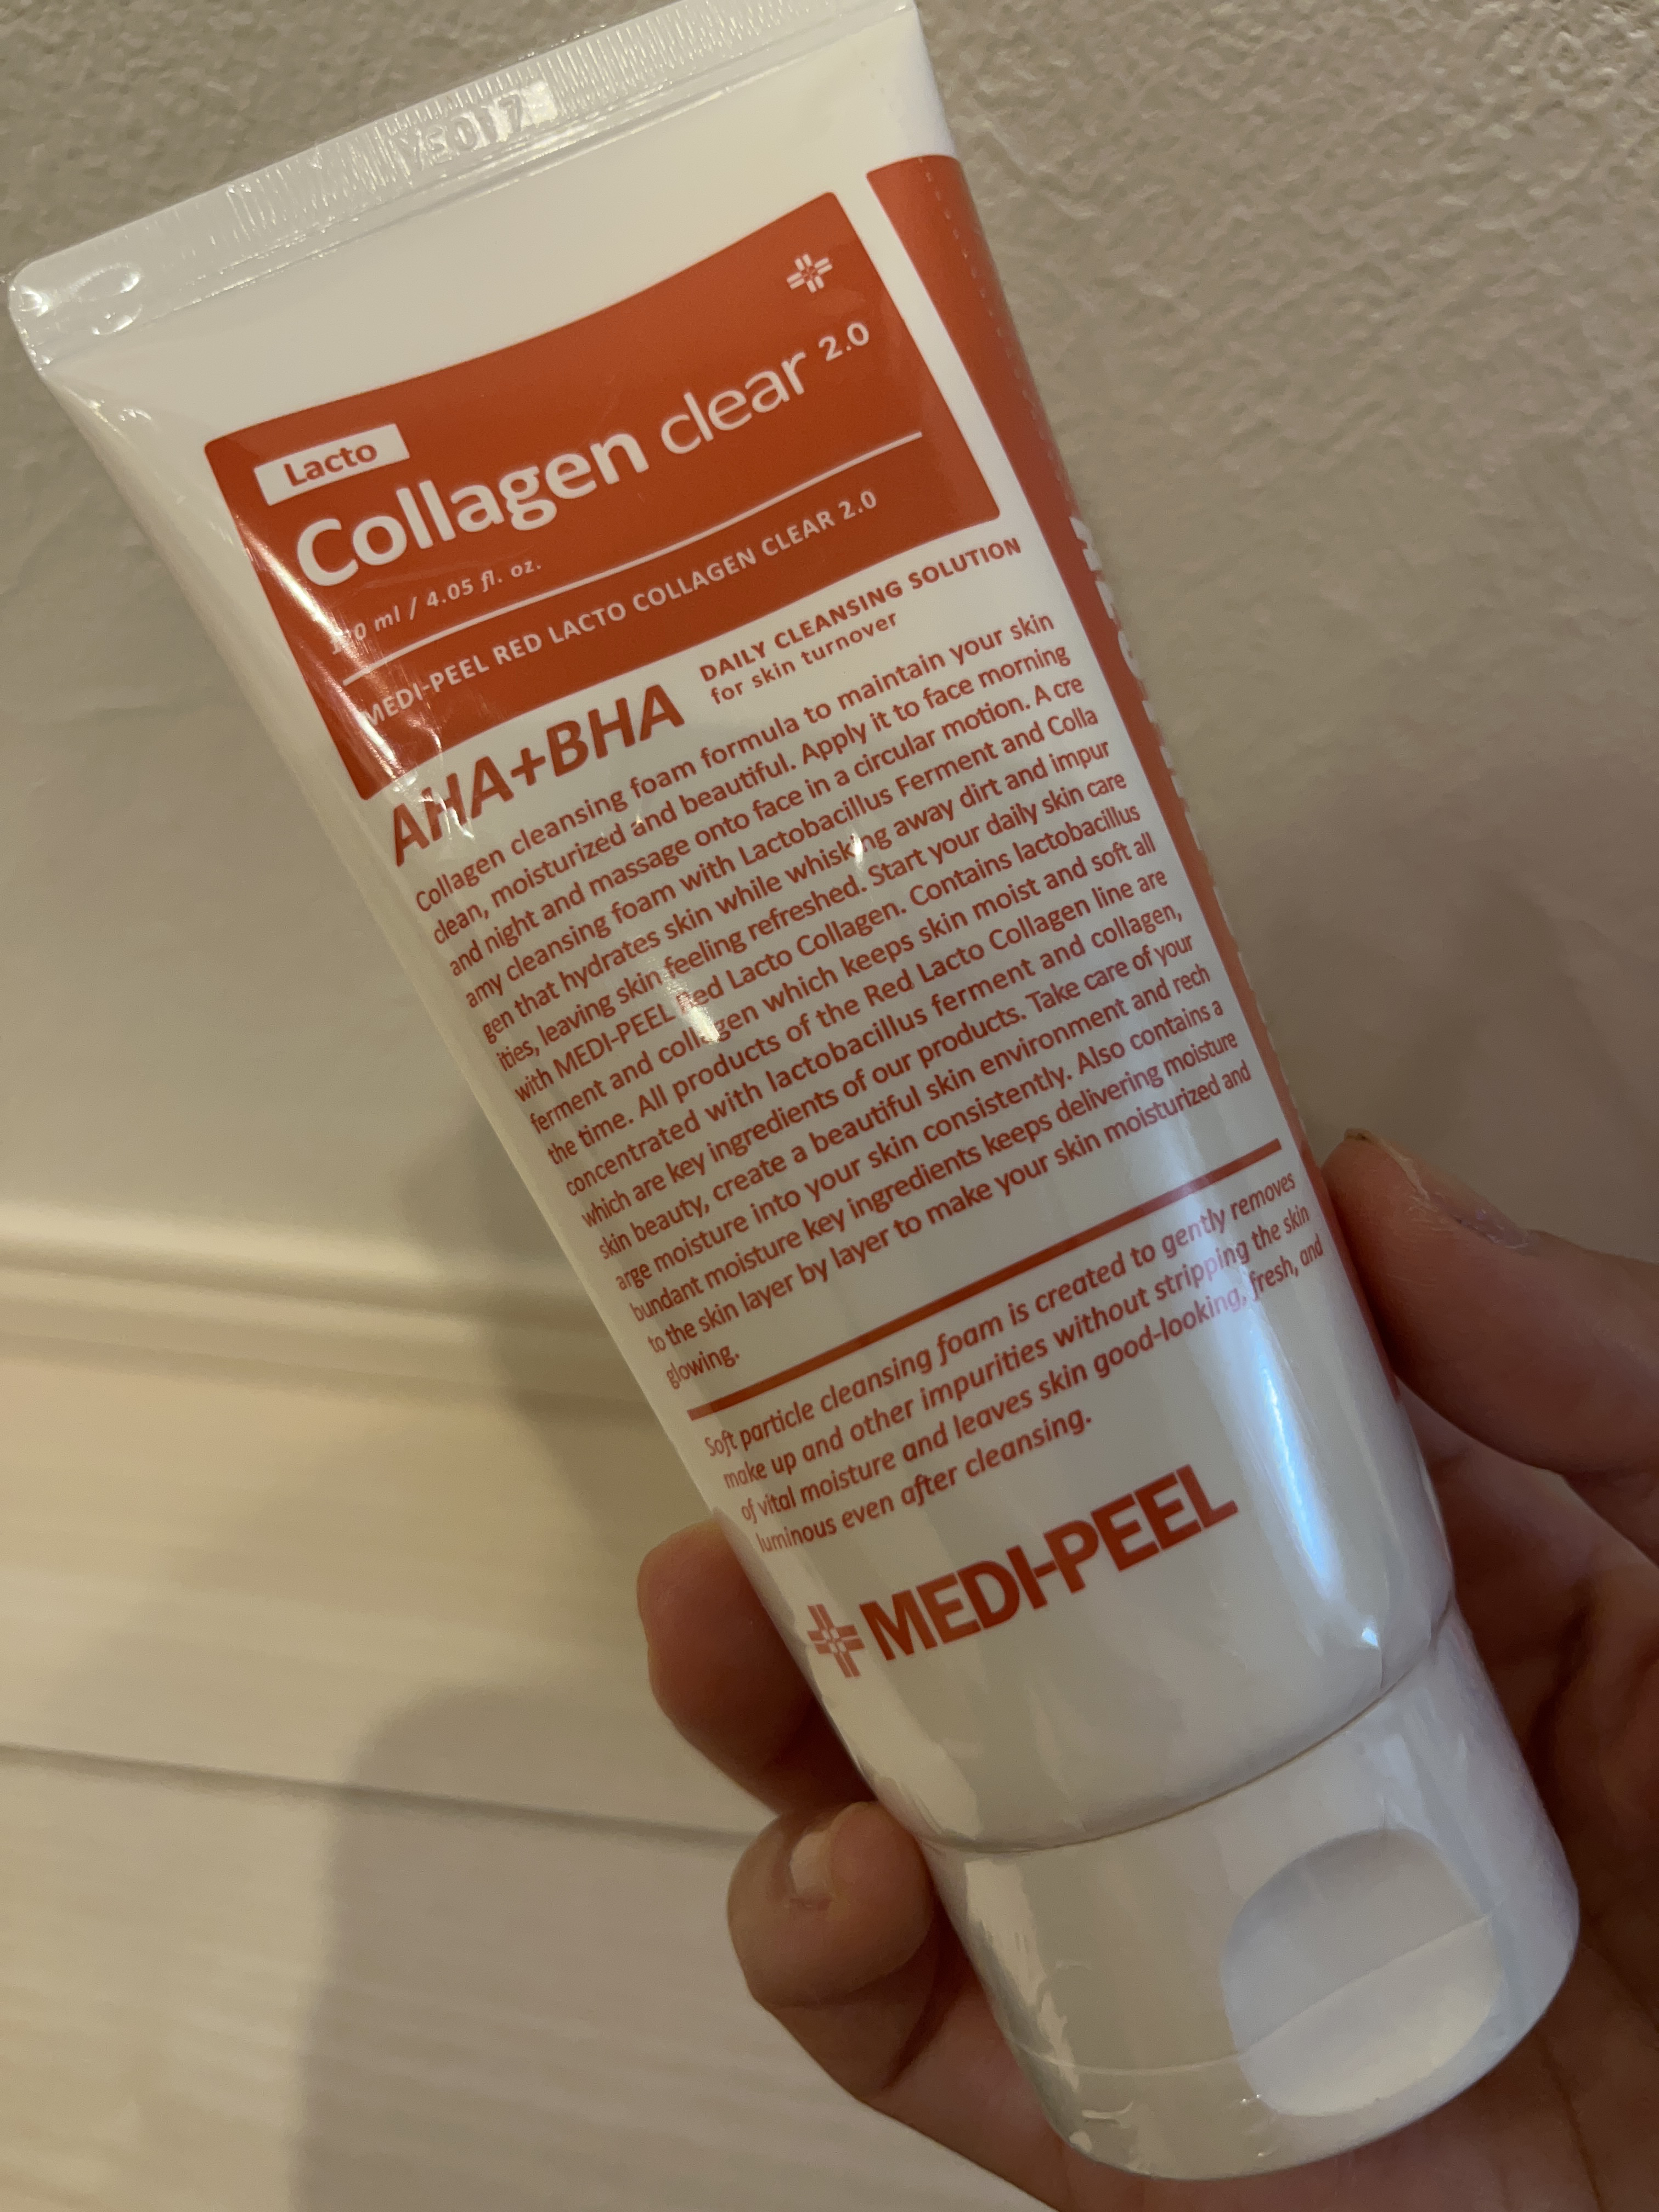 Lacto
Collagen clear 2.0
ml / 4.05 fl. oz.
MEDI-PEEL RED LACTO COLLAGEN CLEAR 2.0
AHA+BHA
DAILY CLEANSING SOLUTION
for skin turnover
Collagen cleansing foam formula to maintain your skin
clean, moisturized and beautiful. Apply it to face morning
and night and massage onto face in a circular motion. A cre
amy cleansing foam with Lactobacillus Ferment and Colla
gen that hydrates skin while whisking away dirt and impur
ities, leaving skin feeling refreshed. Start your daily skin care
with MEDI-PEEL Red Lacto Collagen. Contains lactobacillus
ferment and collagen which keeps skin moist and soft all
the time. All products of the Red Lacto Collagen line are
concentrated with lactobacillus ferment and collagen,
which are key ingredients of our products. Take care of your
skin beauty, create a beautiful skin environment and rech
arge moisture into your skin consistently. Also contains a
bundant moisture key ingredients keeps delivering moisture
to the skin layer by layer to make your skin moisturized and
glowing.
Soft particle cleansing foam is created to gently removes
make up and other impurities without stripping the skin
of vital moisture and leaves skin good-looking, fresh, and
luminous even after cleansing.
MEDI-PEEL